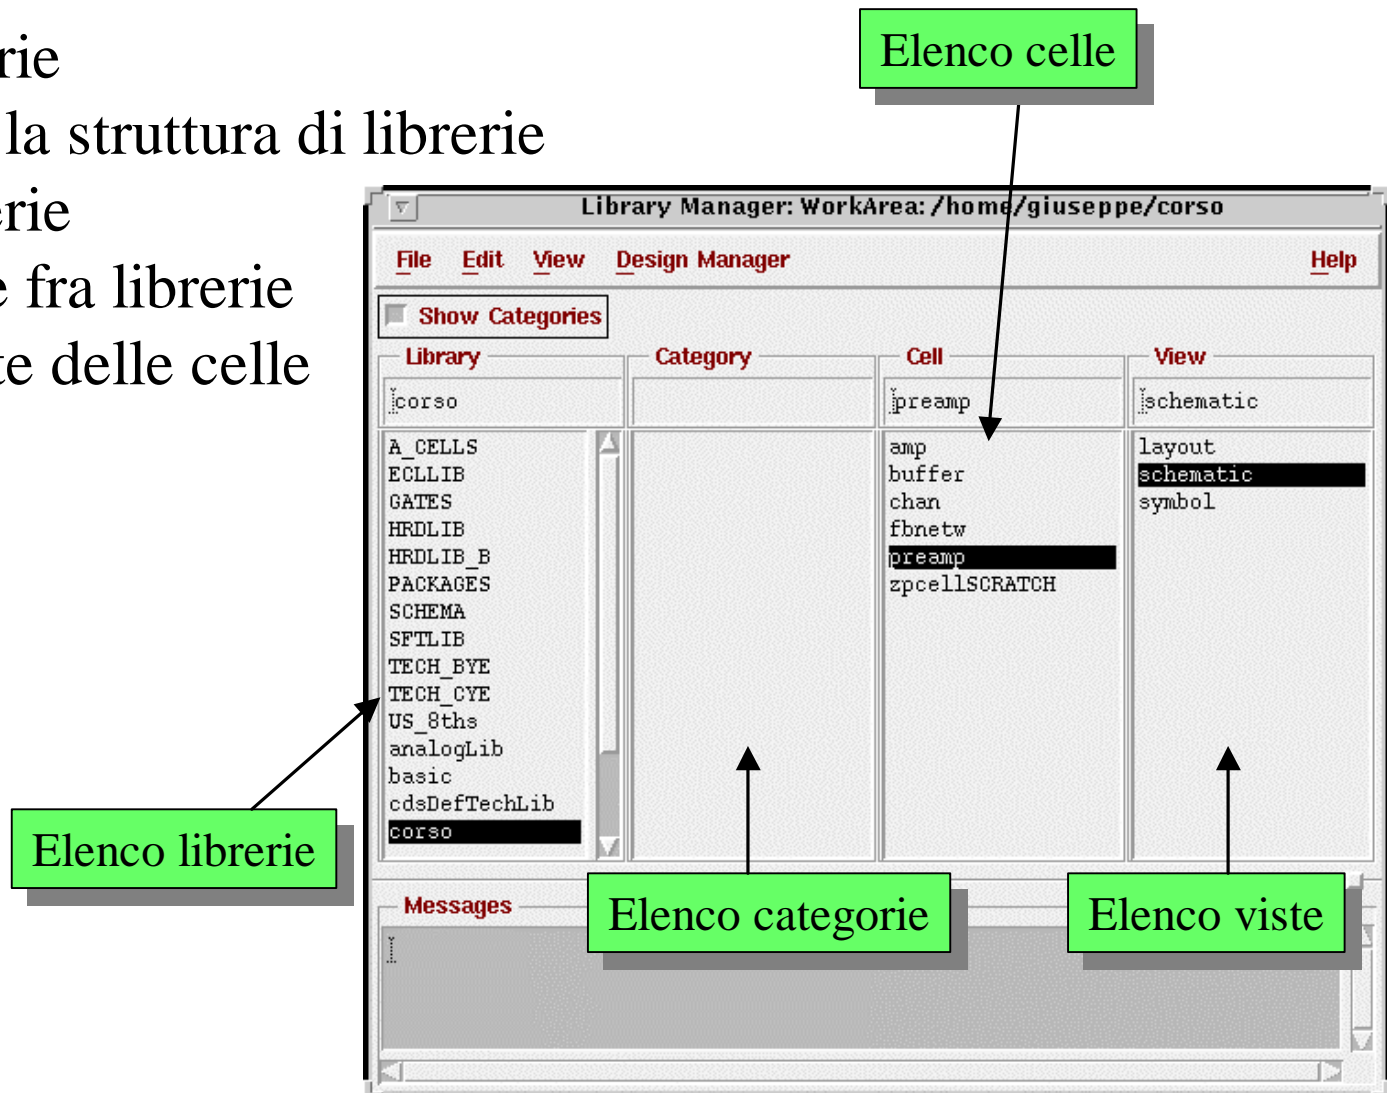 Elenco celle
rie
la struttura di librerie
erie
e fra librerie
te delle celle
Library Manager: WorkArea: /home/giuseppe/corso
File Edit View Design Manager Help
Show Categories
Library Category Cell View
corso preamp schematic
A_CELLS amp layout
ECLLIB buffer schematic
GATES chan symbol
HRDLIB fbnetw
HRDLIB_B preamp
PACKAGES zpcellSCRATCH
SCHEMA
SFTLIB
TECH_BYE
TECH_CYE
US_8ths
analogLib
basic
cdsDefTechLib
corso
Elenco librerie
Messages
Elenco categorie
Elenco viste